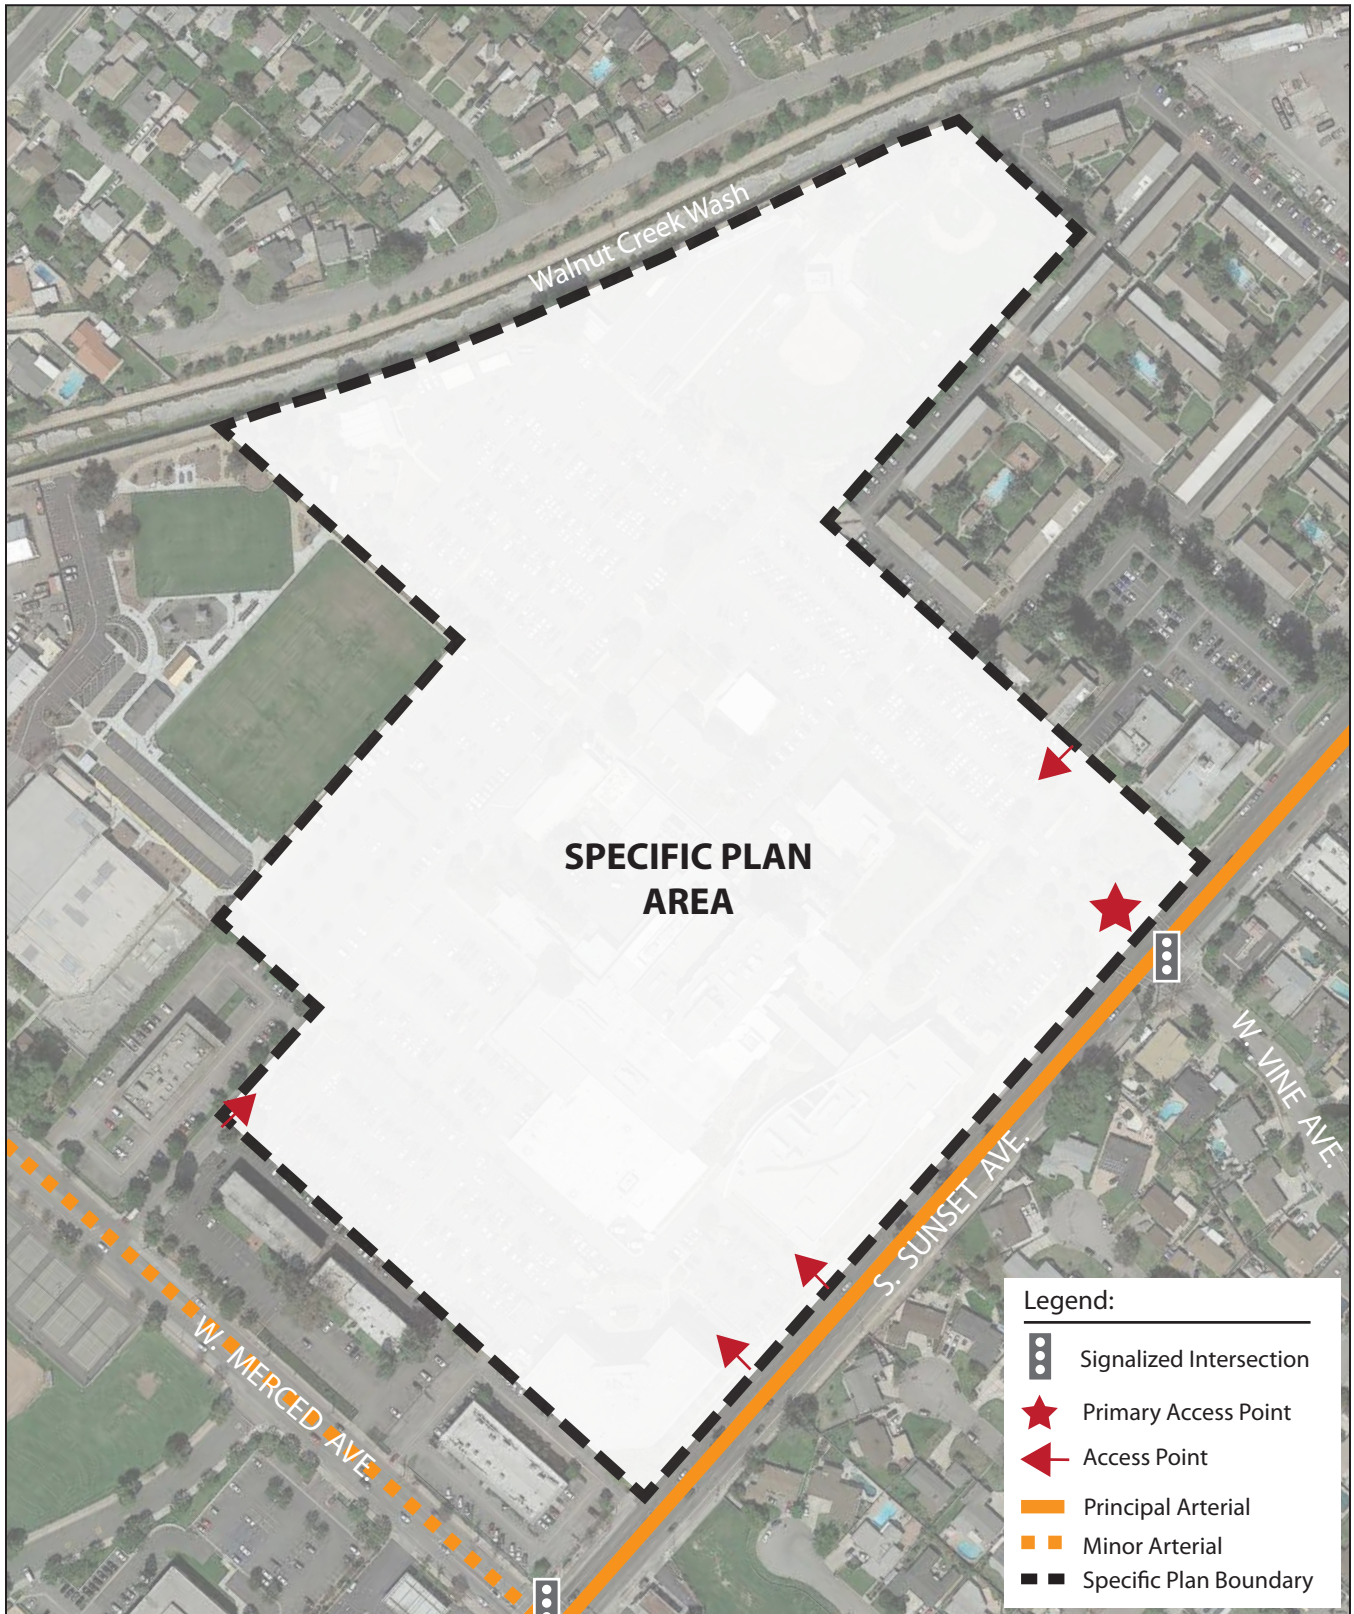 Walnut Creek Wash
SPECIFIC PLAN
AREA
W. VINE AVE.
S. SUNSET AVE.
W. MERCED AVE.
Legend:
Signalized Intersection
Primary Access Point
Access Point
Principal Arterial
Minor Arterial
Specific Plan Boundary